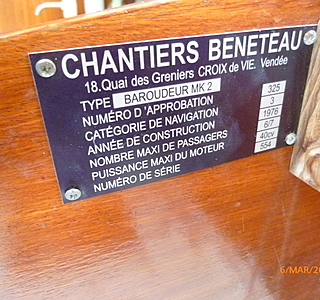 CHANTIERS BENETEAU
18.Quai des Greniers CROIX de VIE. Vendée
TYPE BAROUDEUR MK 2
NUMÉRO D'APPROBATION 325
CATÉGORIE DE NAVIGATION 3
ANNÉE DE CONSTRUCTION 1976
NOMBRE MAXI DE PASSAGERS 6/7
PUISSANCE MAXI DU MOTEUR 40cv
NUMÉRO DE SÉRIE 554
6/MAR/20